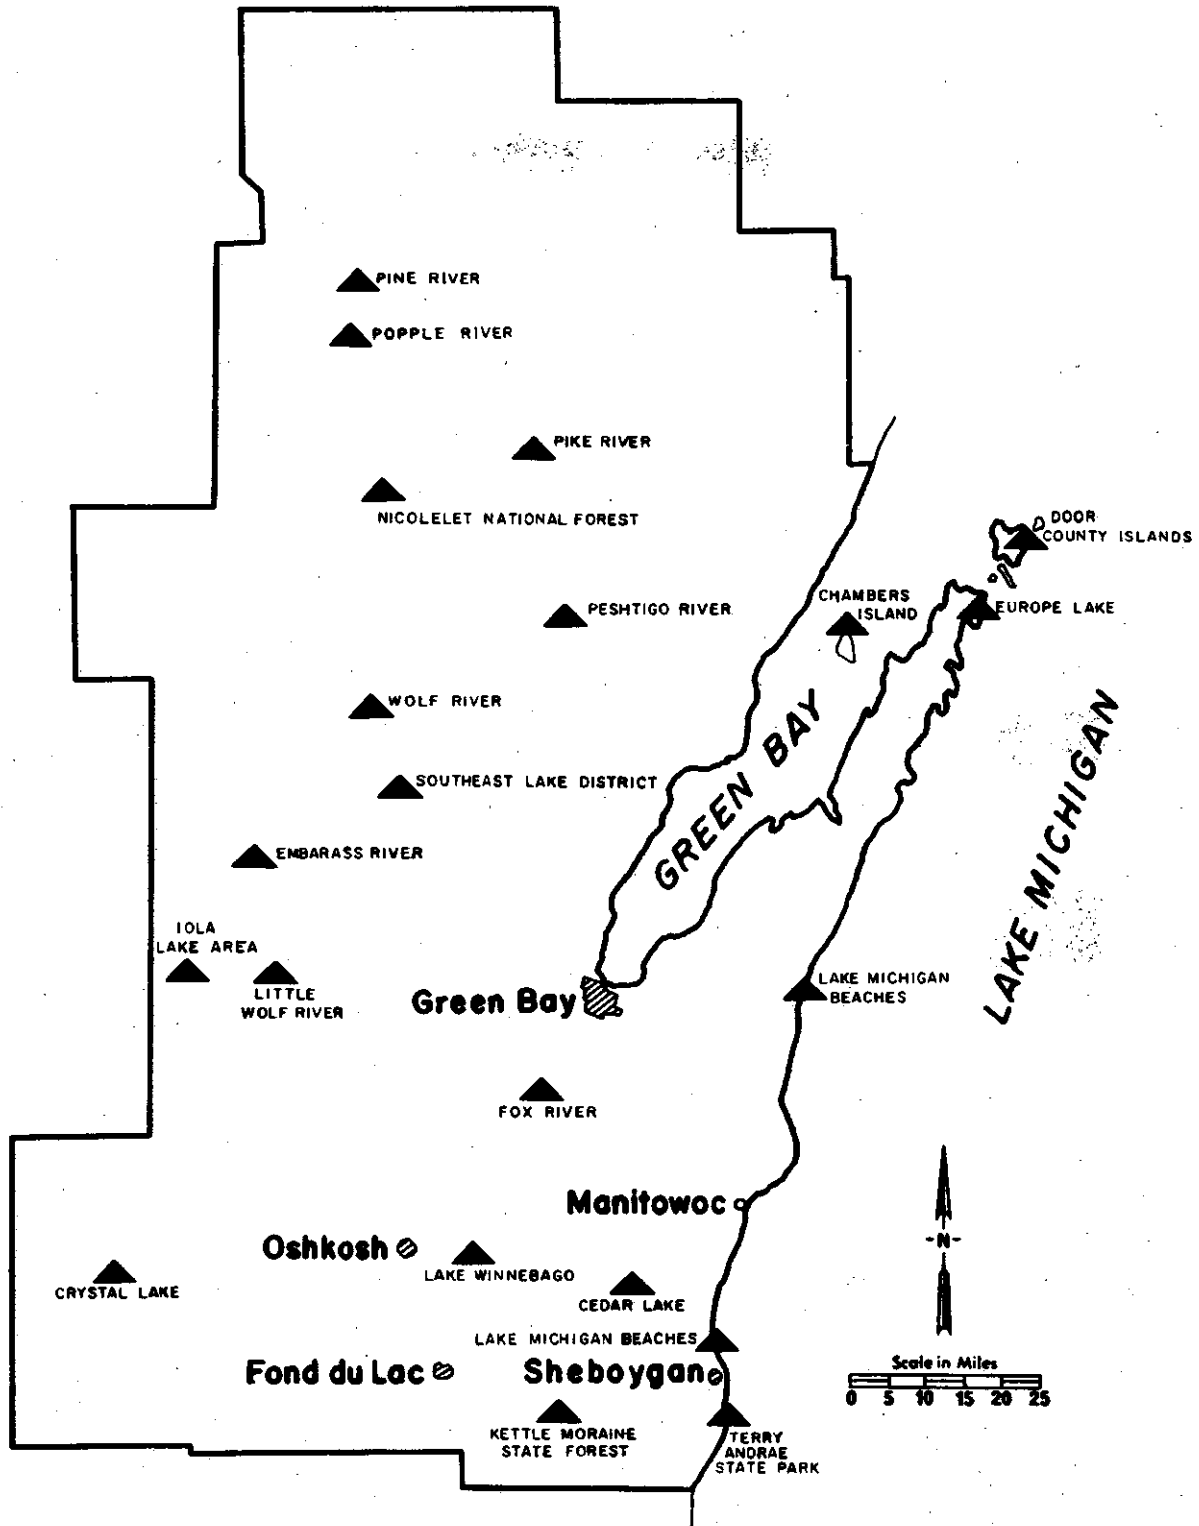 PINE RIVER
POPPLE RIVER
PIKE RIVER
NICOLELET NATIONAL FOREST
DOOR
COUNTY ISLANDS
CHAMBERS
ISLAND
EUROPE LAKE
PESHTIGO RIVER
WOLF RIVER
GREEN BAY
LAKE MICHIGAN
SOUTHEAST LAKE DISTRICT
EMBARASS RIVER
IOLA
LAKE AREA
LITTLE
WOLF RIVER
Green Bay
LAKE MICHIGAN
BEACHES
FOX RIVER
Manitowoc
-N-
Oshkosh
LAKE WINNEBAGO
CRYSTAL LAKE
CEDAR LAKE
LAKE MICHIGAN BEACHES
Fond du Lac
Sheboygan
Scale in Miles
0 5 10 15 20 25
KETTLE MORAINE
STATE FOREST
TERRY
ANDRAE
STATE PARK